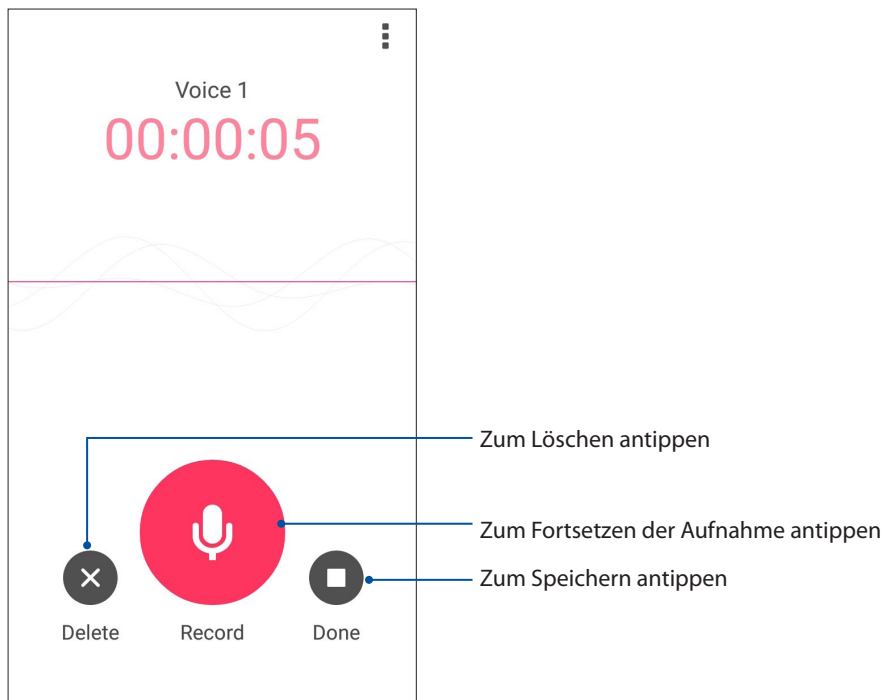 Voice 1
00:00:05
Zum Löschen antippen
Zum Fortsetzen der Aufnahme antippen
Zum Speichern antippen
Delete
Record
Done